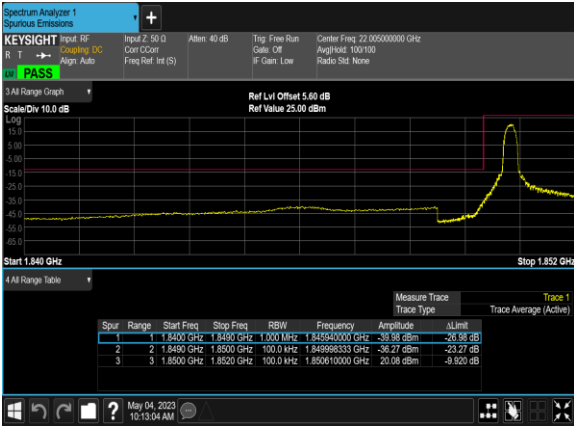 Spectrum Analyzer 1
Spurious Emissions
+
KEYSIGHT Input: RF Input Z: 50 Ω Atten: 40 dB Trig: Free Run Center Freq: 22.005000000 GHz
R T Coupling: DC Corr CCorr Gate: Off Avg|Hold: 100/100
Align: Auto Freq Ref: Int (S) IF Gain: Low Radio Std: None
PASS
3 All Range Graph
Ref Lvl Offset 5.60 dB
Scale/Div 10.0 dB Ref Value 25.00 dBm
Log
15.0
5.00
-5.00
-15.0
-25.0
-35.0
-45.0
-55.0
-65.0
Start 1.840 GHz Stop 1.852 GHz
4 All Range Table
Measure Trace Trace 1
Trace Type Trace Average (Active)
Spur Range Start Freq Stop Freq RBW Frequency Amplitude ΔLimit
1 1 1.8400 GHz 1.8490 GHz 1.000 MHz 1.845940000 GHz -39.98 dBm -26.98 dB
2 2 1.8490 GHz 1.8500 GHz 100.0 kHz 1.849998333 GHz -36.27 dBm -23.27 dB
3 3 1.8500 GHz 1.8520 GHz 100.0 kHz 1.850610000 GHz 20.08 dBm -9.920 dB
? May 04, 2023
10:13:04 AM